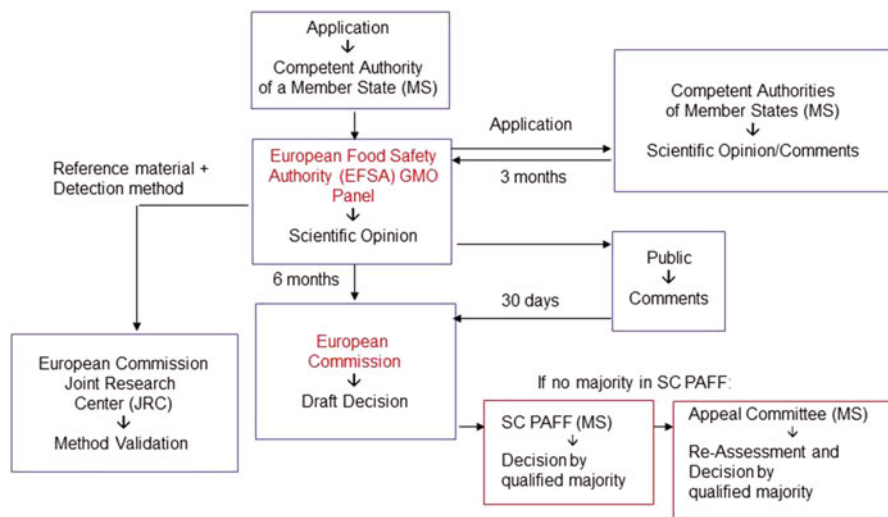 Application
↓
Competent Authority
of a Member State (MS)
Competent Authorities
of Member States (MS)
↓
Scientific Opinion/Comments
Application
3 months
European Food Safety
Authority (EFSA) GMO
Panel
↓
Scientific Opinion
Reference material +
Detection method
Public
↓
Comments
6 months
30 days
European Commission
Joint Research
Center (JRC)
↓
Method Validation
European
Commission
↓
Draft Decision
If no majority in SC PAFF:
SC PAFF (MS)
↓
Decision by
qualified majority
Appeal Committee (MS)
↓
Re-Assessment and
Decision by
qualified majority